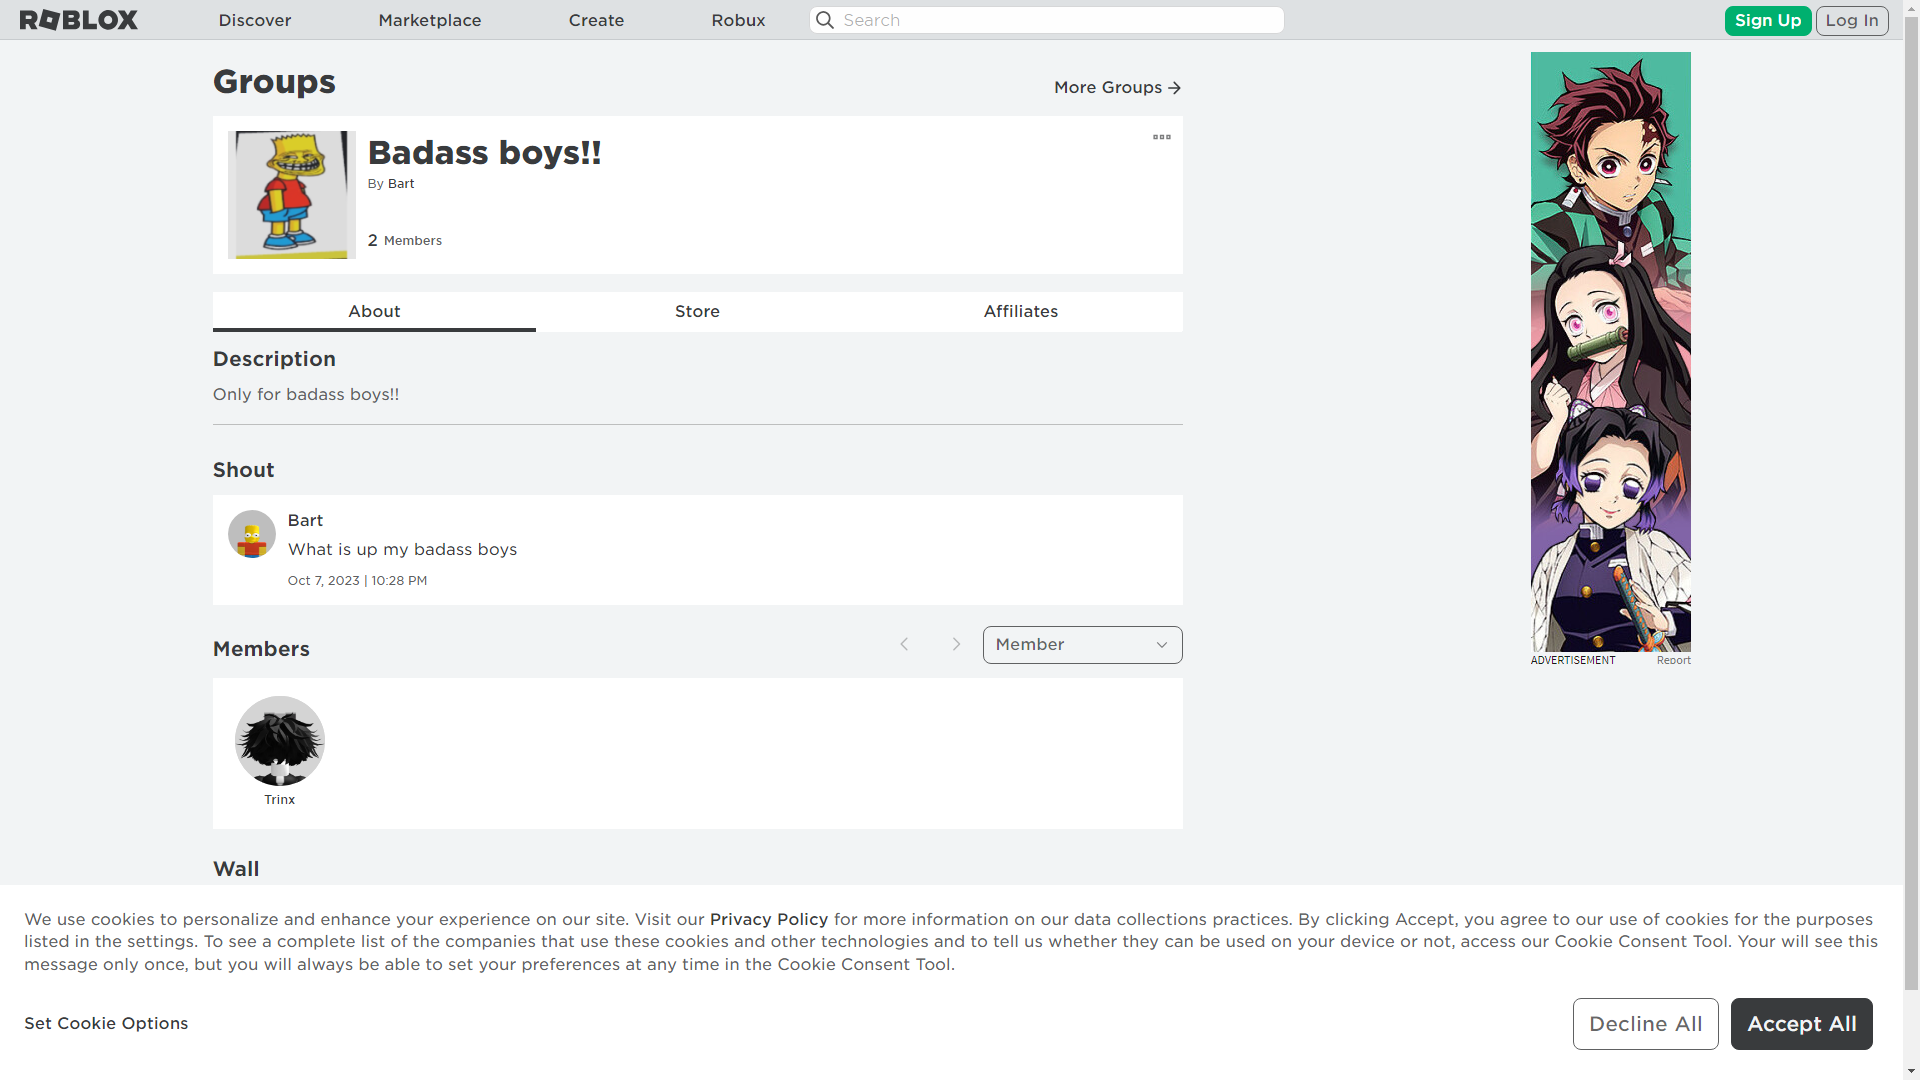 ROBLOX
Discover
Marketplace
Create
Robux
Search
Sign Up
Log In
Groups
More Groups
Badass boys!!
By Bart
2 Members
About
Store
Affiliates
Description
Only for badass boys!!
Shout
Bart
What is up my badass boys
Oct 7, 2023 | 10:28 PM
Members
Member
Trinx
ADVERTISEMENT
Report
Wall
We use cookies to personalize and enhance your experience on our site. Visit our Privacy Policy for more information on our data collections practices. By clicking Accept, you agree to our use of cookies for the purposes
listed in the settings. To see a complete list of the companies that use these cookies and other technologies and to tell us whether they can be used on your device or not, access our Cookie Consent Tool. Your will see this
message only once, but you will always be able to set your preferences at any time in the Cookie Consent Tool.
Set Cookie Options
Decline All
Accept All